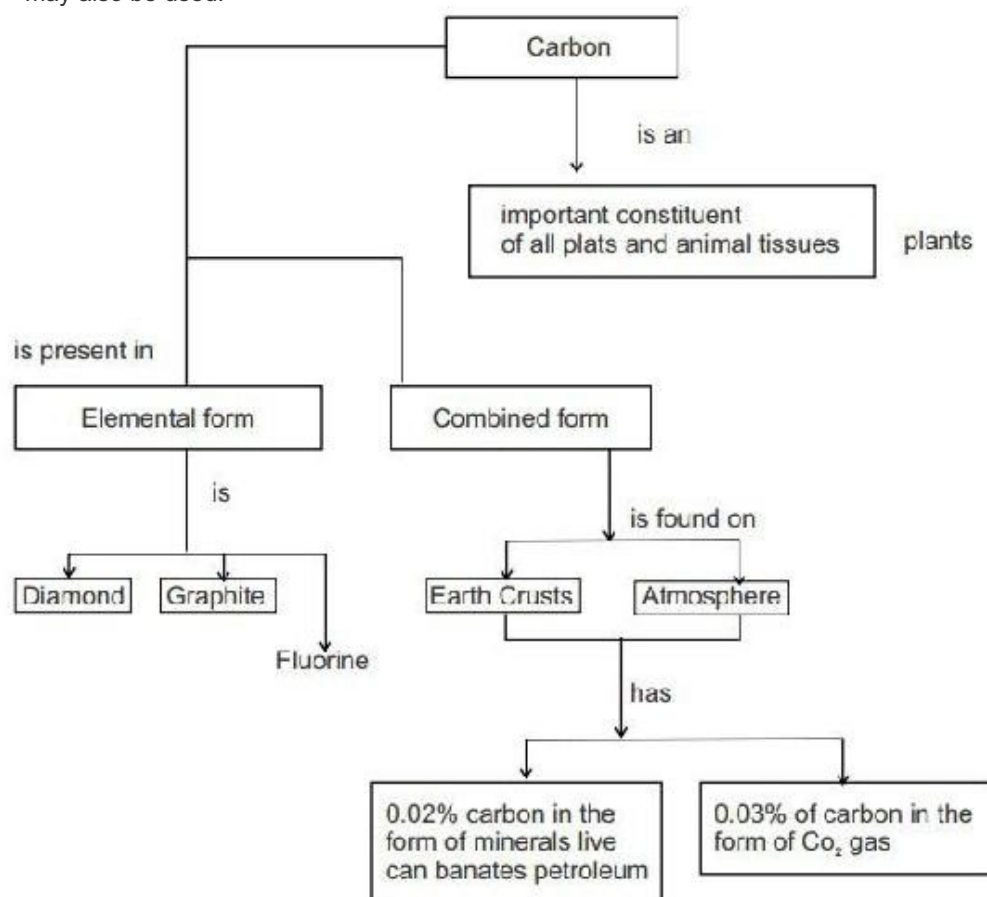 may also be used.
Carbon
is an
important constituent
of all plats and animal tissues
plants
is present in
Elemental form
Combined form
is
is found on
Diamond
Graphite
Earth Crusts
Atmosphere
Fluorine
has
0.02% carbon in the
form of minerals live
can banates petroleum
0.03% of carbon in the
form of Co₂ gas